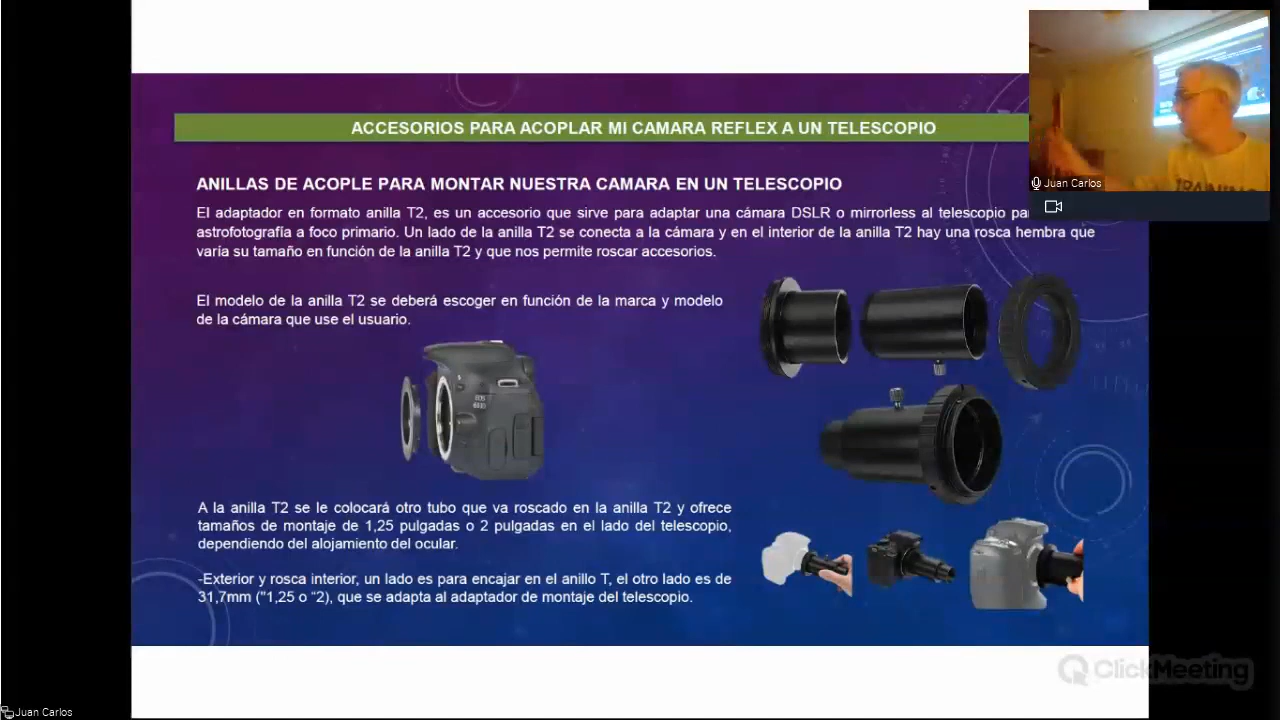 ACCESORIOS PARA ACOPLAR MI CAMARA REFLEX A UN TELESCOPIO
ANILLAS DE ACOPLE PARA MONTAR NUESTRA CAMARA EN UN TELESCOPIO
El adaptador en formato anilla T2, es un accesorio que sirve para adaptar una cámara DSLR o mirrorless al telescopio
astrofotografía a foco primario. Un lado de la anilla T2 se conecta a la cámara y en el interior de la anilla T2 hay una rosca hembra que
varía su tamaño en función de la anilla T2 y que nos permite roscar accesorios.
El modelo de la anilla T2 se deberá escoger en función de la marca y modelo
de la cámara que use el usuario.
EOS
A la anilla T2 se le colocará otro tubo que va roscado en la anilla T2 y ofrece
tamaños de montaje de 1,25 pulgadas o 2 pulgadas en el lado del telescopio,
dependiendo del alojamiento del ocular.
-Exterior y rosca interior, un lado es para encajar en el anillo T, el otro lado es de
31,7mm ("1,25 o “2), que se adapta al adaptador de montaje del telescopio.
Juan Carlos
ClickMeeting
Juan Carlos